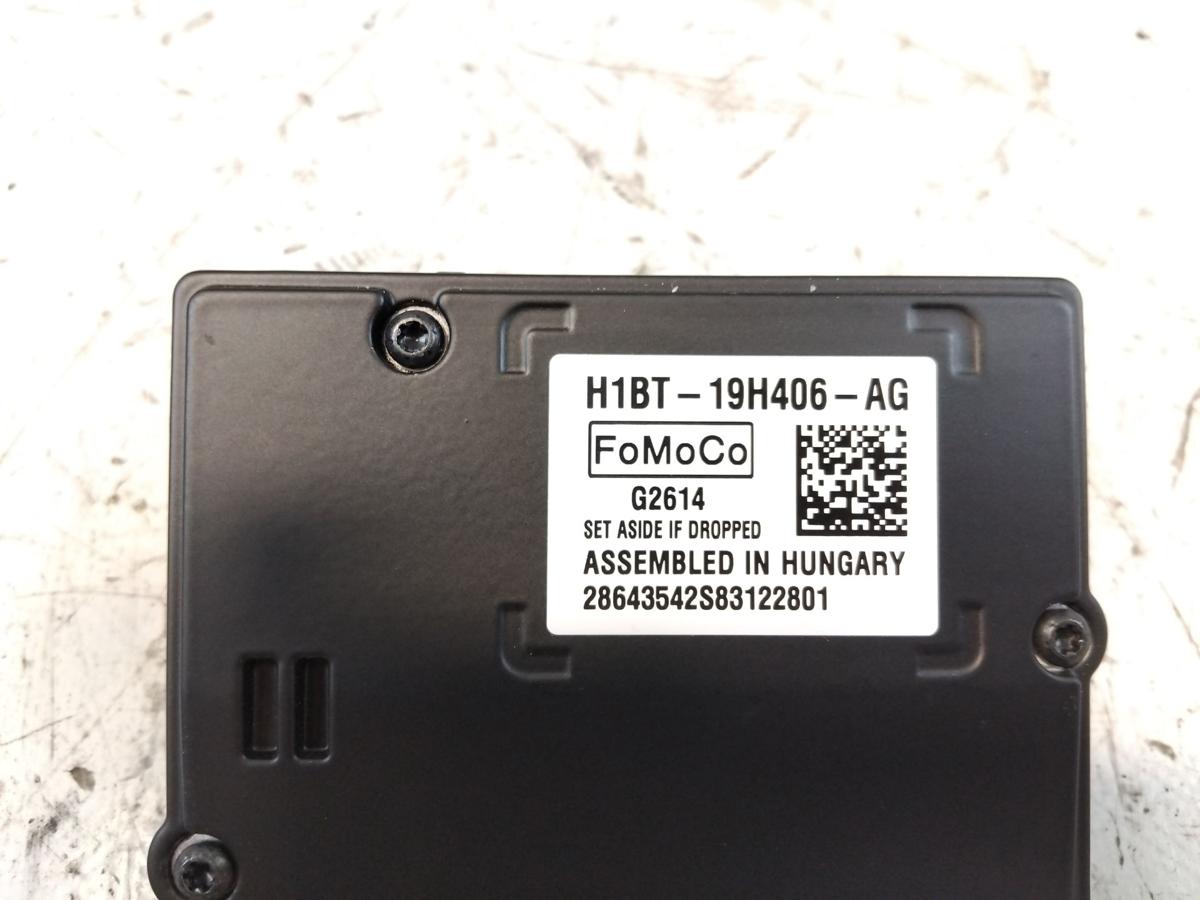 H1BT – 19H406 – AG
FoMoCo
G2614
SET ASIDE IF DROPPED
ASSEMBLED IN HUNGARY
28643542S83122801